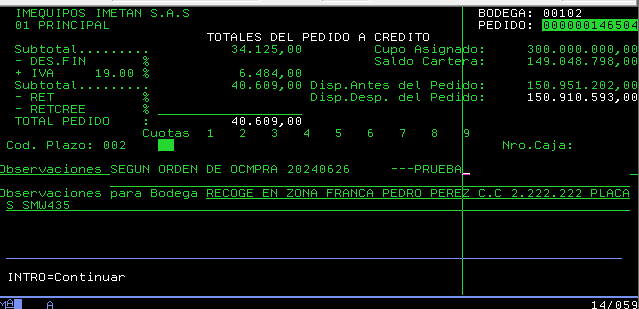 IMEQUIPOS IMETAN S.A.S BODEGA: 00102
01 PRINCIPAL PEDIDO: 000000146504
TOTALES DEL PEDIDO A CREDITO
Subtotal......... 34.125,00 Cupo Asignado: 300.000.000,00
- DES.FIN % Saldo Cartera: 149.048.798,00
+ IVA 19.00 % 6.484,00
Subtotal......... 40.609,00 Disp.Antes del Pedido: 150.951.202,00
- RET % Disp.Desp. del Pedido: 150.910.593,00
- RETCREE %
TOTAL PEDIDO : 40.609,00
Cuotas 1 2 3 4 5 6 7 8 9
Cod. Plazo: 002 Nro.Caja:
Observaciones SEGUN ORDEN DE OCMPRA 20240626 ---PRUEBA
Observaciones para Bodega RECOGE EN ZONA FRANCA PEDRO PEREZ C.C 2.222.222 PLACA
S SMW435
INTRO=Continuar
MA A 14/059